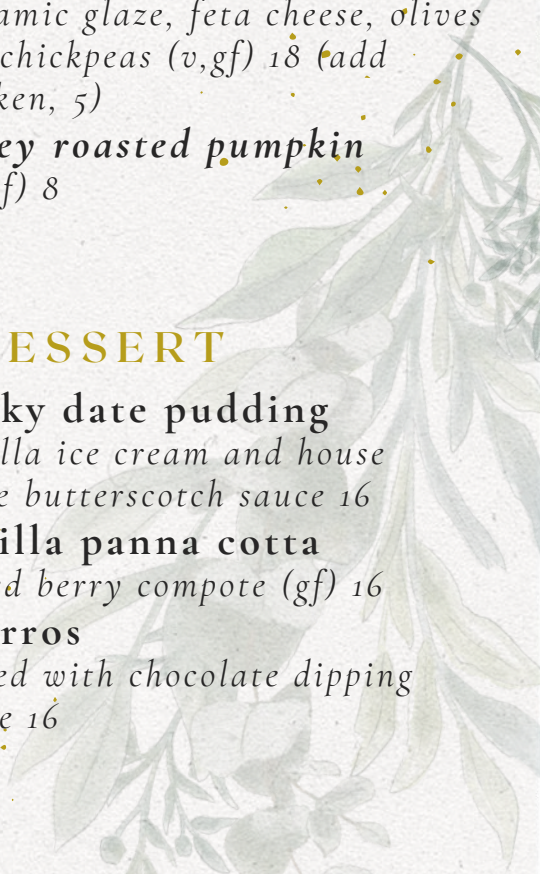 amic glaze, feta cheese, olives
chickpeas (v,gf) 18 (add
ken, 5)
ey roasted pumpkin
f) 8
ESSERT
ky date pudding
lla ice cream and house
e butterscotch sauce 16
illa panna cotta
ed berry compote (gf) 16
rros
ed with chocolate dipping
e 16